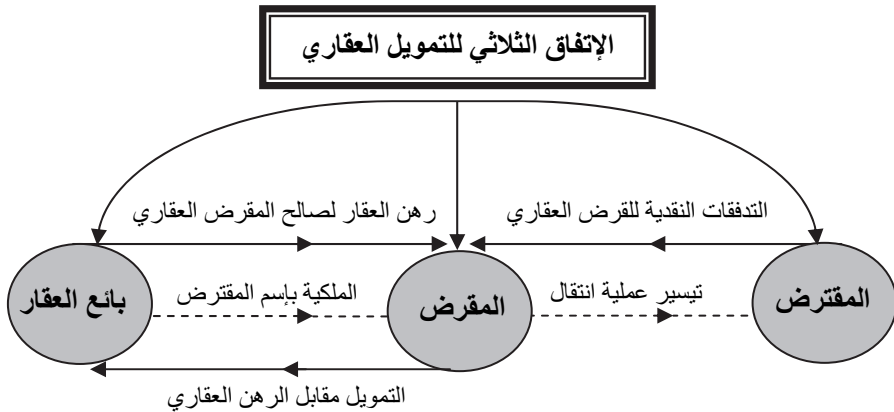 الإتفاق الثلاثي للتمويل العقاري
التدفقات النقدية للقرض العقاري
رهن العقار لصالح المقرض العقاري
المقترض
تيسير عملية انتقال
المقرض
الملكية بإسم المقترض
بائع العقار
التمويل مقابل الرهن العقاري